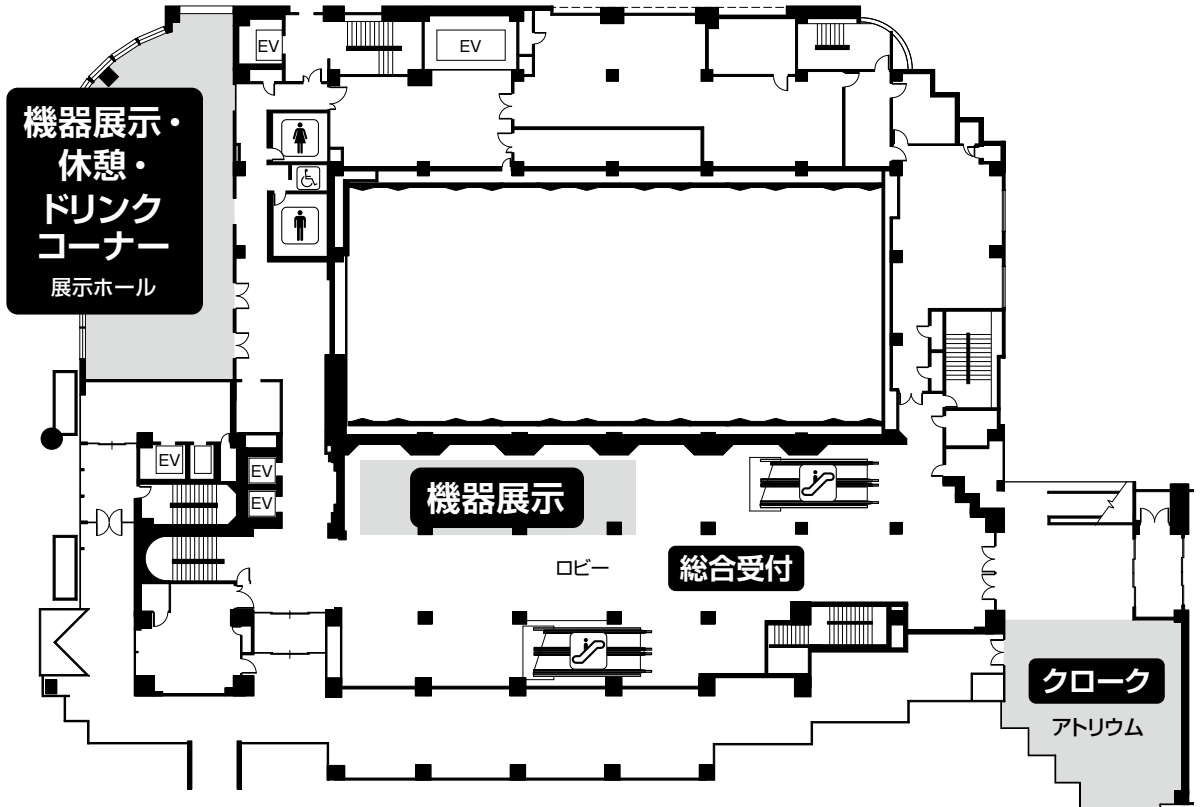 EV
EV
機器展示・
休憩・
ドリンク
コーナー
展示ホール
EV
EV
EV
機器展示
ロビー
総合受付
クローク
アトリウム